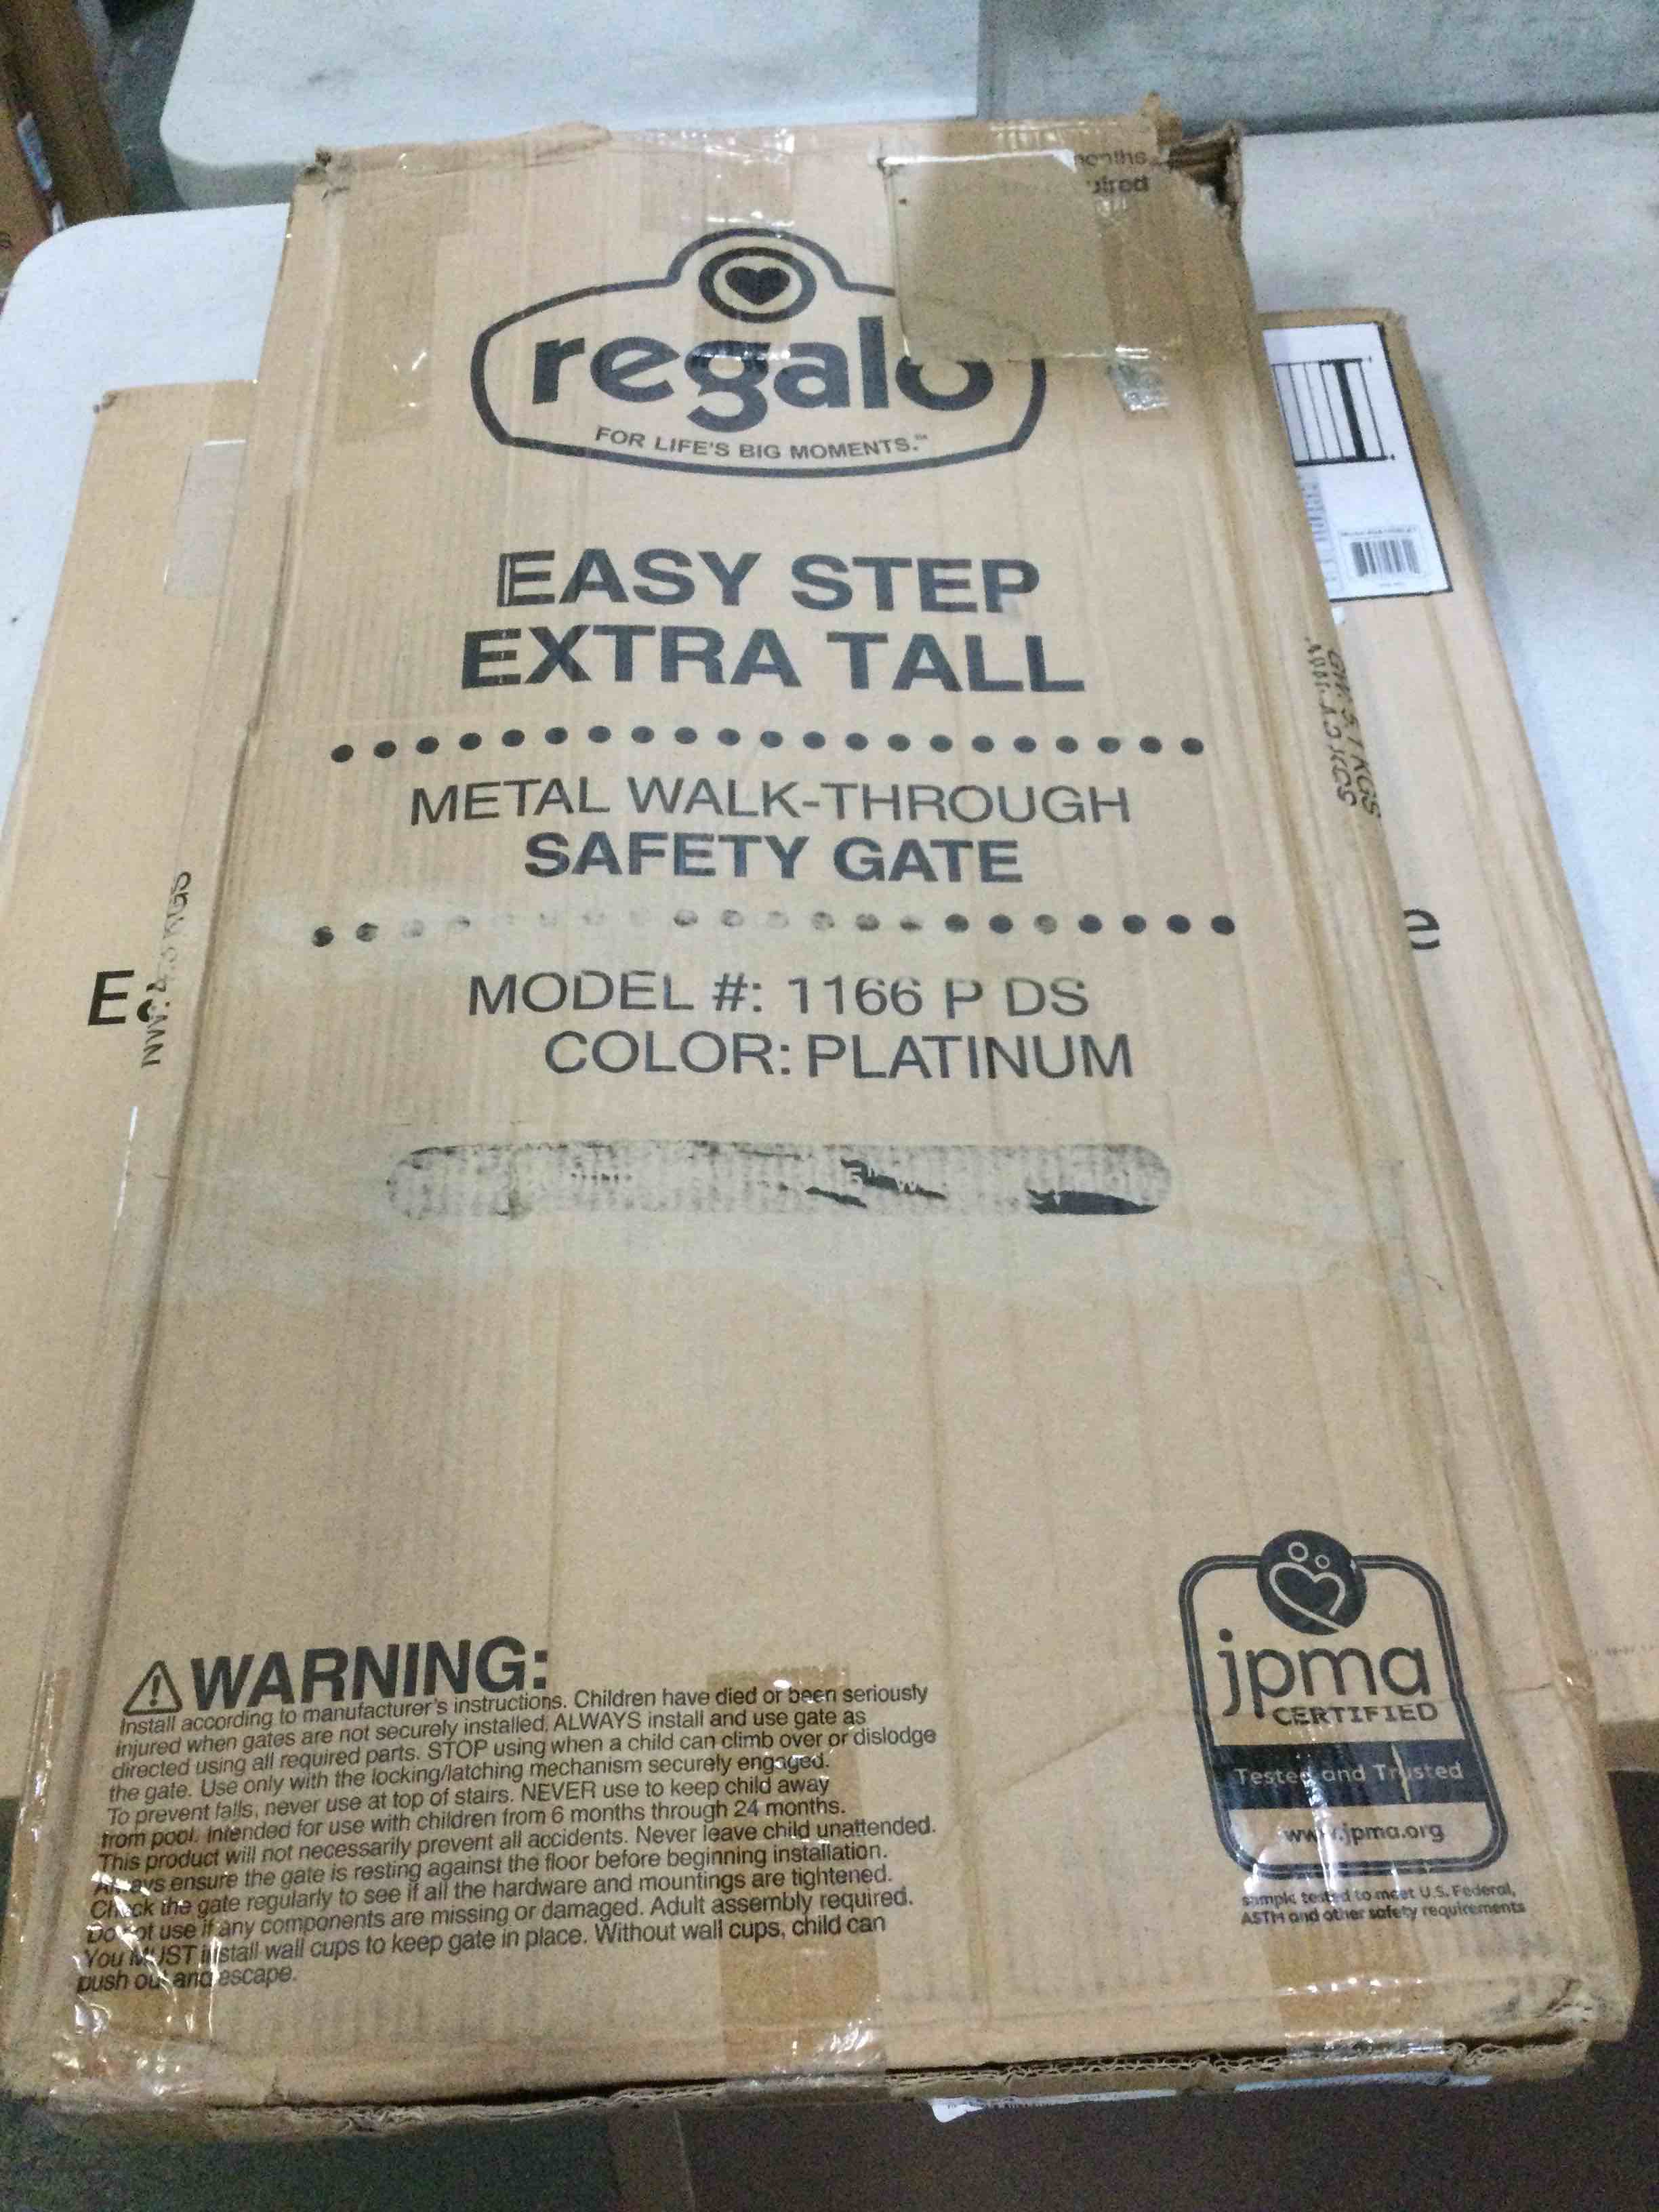 regalo
FOR LIFE'S BIG MOMENTS.™
EASY STEP
EXTRA TALL
METAL WALK-THROUGH
SAFETY GATE
MODEL #: 1166 P DS
COLOR: PLATINUM
⚠WARNING:
Install according to manufacturer's instructions. Children have died or been seriously
injured when gates are not securely installed. ALWAYS install and use gate as
directed using all required parts. STOP using when a child can climb over or dislodge
the gate. Use only with the locking/latching mechanism securely engaged.
To prevent falls, never use at top of stairs. NEVER use to keep child away
from pool. Intended for use with children from 6 months through 24 months.
This product will not necessarily prevent all accidents. Never leave child unattended.
Always ensure the gate is resting against the floor before beginning installation.
Check the gate regularly to see if all the hardware and mountings are tightened.
Do not use if any components are missing or damaged. Adult assembly required.
You MUST install wall cups to keep gate in place. Without wall cups, child can
push out and escape.
jpma
CERTIFIED
Tested and Trusted
www.jpma.org
sample tested to meet U.S. Federal,
ASTM and other safety requirements